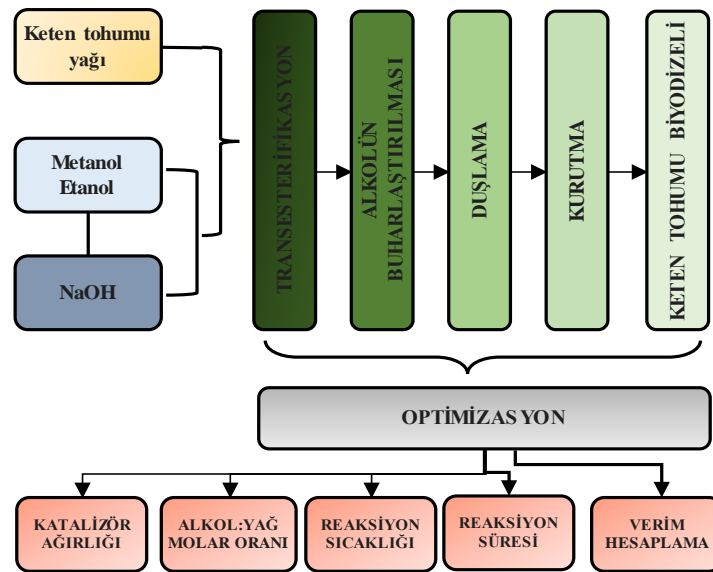 Keten tohumu
yağı
Metanol
Etanol
NaOH
TRANSESTERİFİKASYON
ALKOLÜN
BUHARLAŞTIRILMASI
DUŞLAMA
KURUTMA
KETEN TOHUMU BİYODİZELİ
OPTİMİZASYON
KATALİZÖR
AĞIRLIĞI
ALKOL:YAĞ
MOLAR ORANI
REAKSİYON
SICAKLIĞI
REAKSİYON
SÜRESİ
VERİM
HESAPLAMA